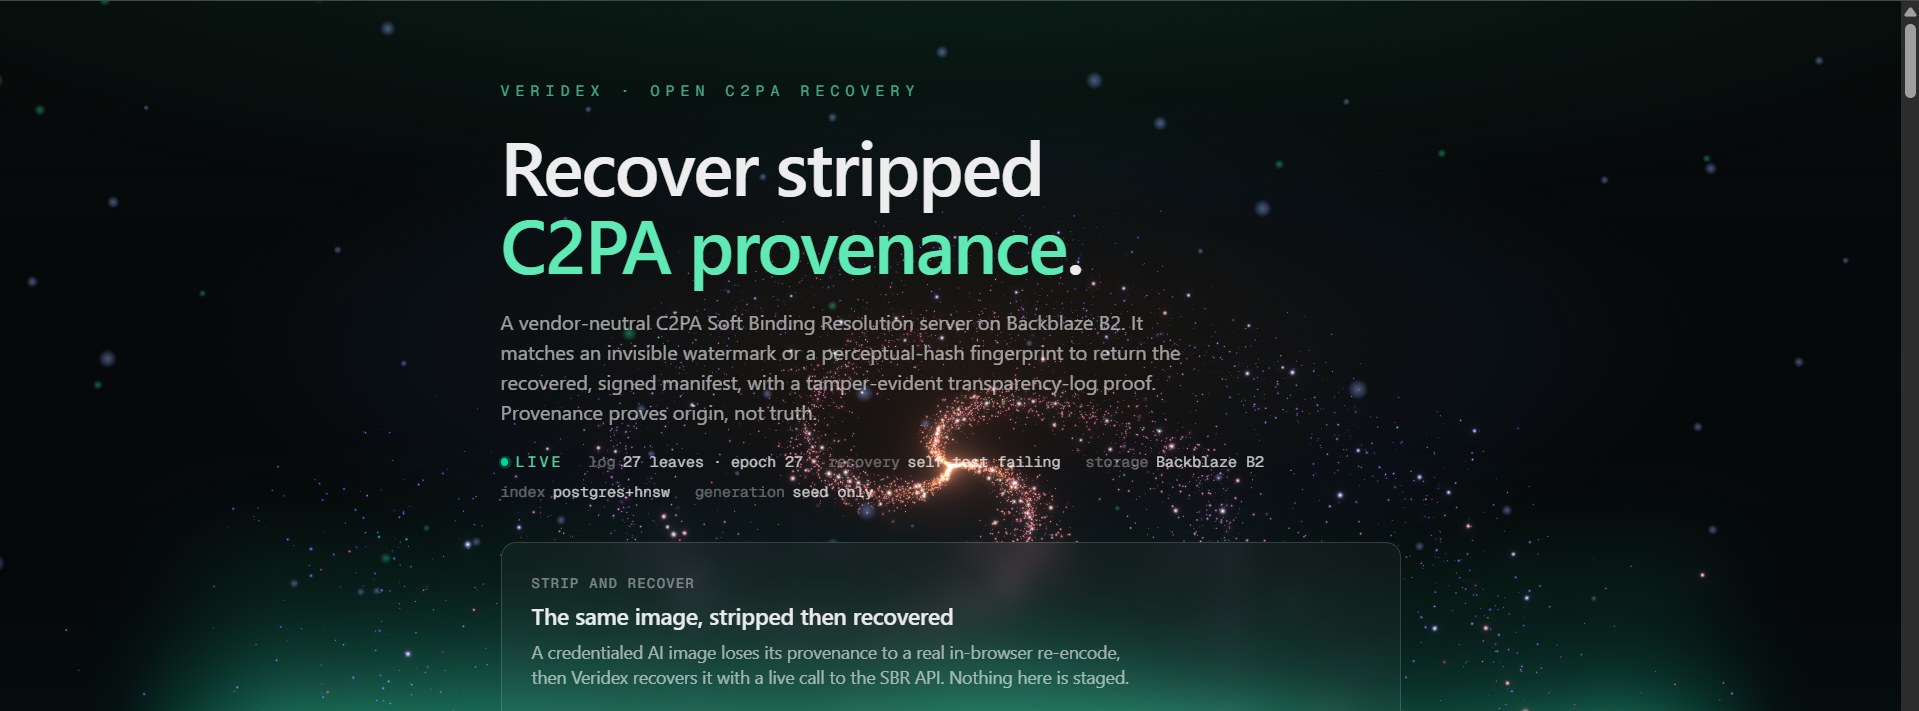 VERIDEX · OPEN C2PA RECOVERY
Recover stripped
C2PA provenance.
A vendor-neutral C2PA Soft Binding Resolution server on Backblaze B2. It
matches an invisible watermark or a perceptual-hash fingerprint to return the
recovered, signed manifest, with a tamper-evident transparency-log proof.
Provenance proves origin, not truth.
LIVE log 27 leaves · epoch 27 recovery self-test failing storage Backblaze B2
index postgres+hnsw generation seed only
STRIP AND RECOVER
The same image, stripped then recovered
A credentialed AI image loses its provenance to a real in-browser re-encode,
then Veridex recovers it with a live call to the SBR API. Nothing here is staged.